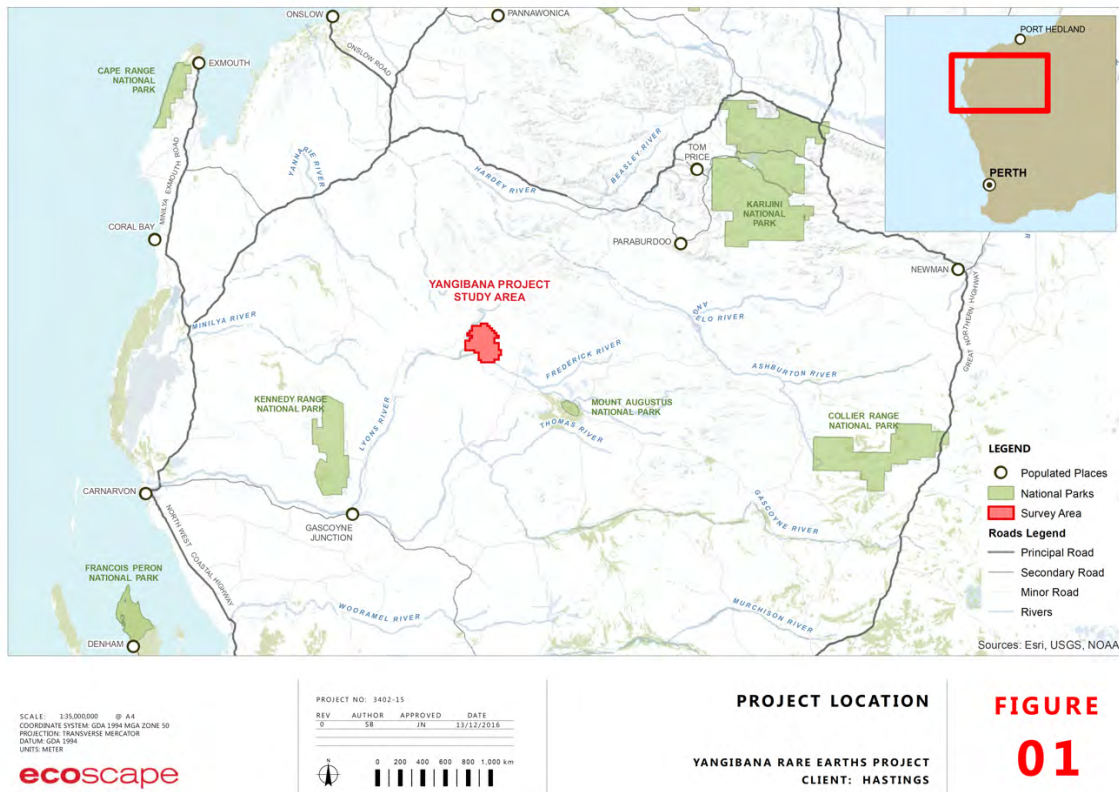 ONSLOW
PANNAWONICA
ONSLOW ROAD
PORT HEDLAND
CAPE RANGE
NATIONAL
PARK
EXMOUTH
MINILYA EXMOUTH ROAD
YANNA
RIE RIVER
HARDEY RIVER
BEASLEY RIVER
TOM
PRICE
PERTH
KARIJINI
NATIONAL
PARK
CORAL BAY
PARABURDOO
NEWMAN
YANGIBANA PROJECT
STUDY AREA
MINILYA RIVER
ANG
ELO RIVER
GREAT NORTHERN HIGHWAY
FREDERICK RIVER
ASHBURTON RIVER
KENNEDY RANGE
NATIONAL PARK
LYONS RIVER
MOUNT AUGUSTUS
NATIONAL PARK
THOMAS RIVER
COLLIER RANGE
NATIONAL PARK
CARNARVON
GASCOYNE
JUNCTION
GASCOYNE RIVER
NORTH WEST COASTAL HIGHWAY
FRANCOIS PERON
NATIONAL PARK
WOORAMEL RIVER
MURCHISON RIVER
DENHAM
LEGEND
Populated Places
National Parks
Survey Area
Roads Legend
Principal Road
Secondary Road
Minor Road
Rivers
Sources: Esri, USGS, NOAA
SCALE: 1:35,000,000 @ A4
COORDINATE SYSTEM: GDA 1994 MGA ZONE 50
PROJECTION: TRANSVERSE MERCATOR
DATUM: GDA 1994
UNITS: METER
ecoscape
PROJECT NO: 3402-15
REV AUTHOR APPROVED DATE
0 SB JN 13/12/2016
N
0 200 400 600 800 1,000 km
PROJECT LOCATION
YANGIBANA RARE EARTHS PROJECT
CLIENT: HASTINGS
FIGURE
01